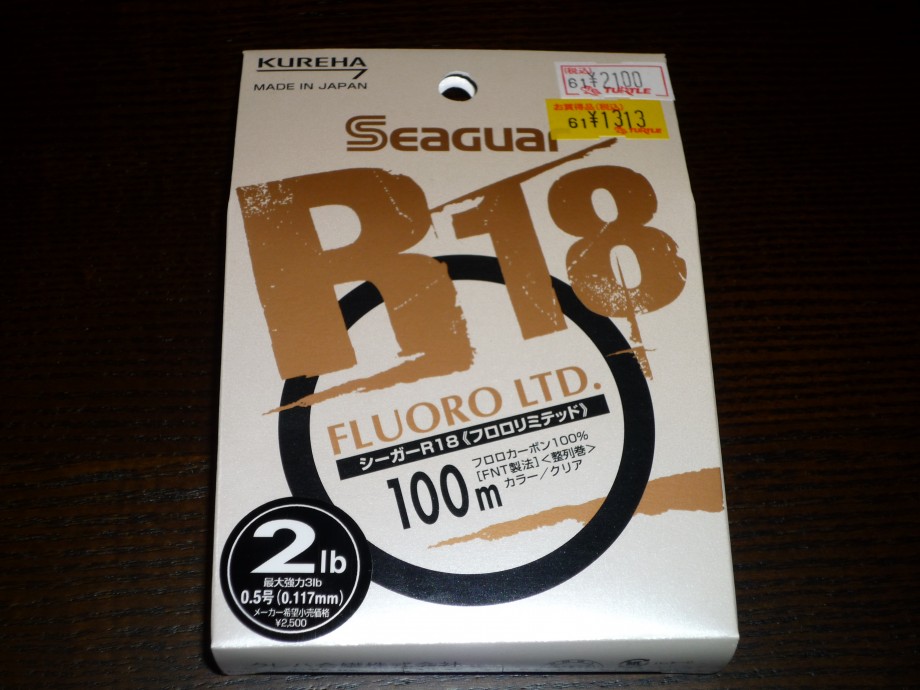 KUREHA
MADE IN JAPAN
(税込)
61 ¥2100
TURTLE
お買得品(税込)
61 ¥1313
TURTLE
Seaguar
R18
FLUORO LTD.
シーガーR18《フロロリミテッド》
フロロカーボン100%
[FNT製法]<整列巻>
カラー/クリア
100m
2lb
最大強力3lb
0.5号(0.117mm)
メーカー希望小売価格
¥2,500